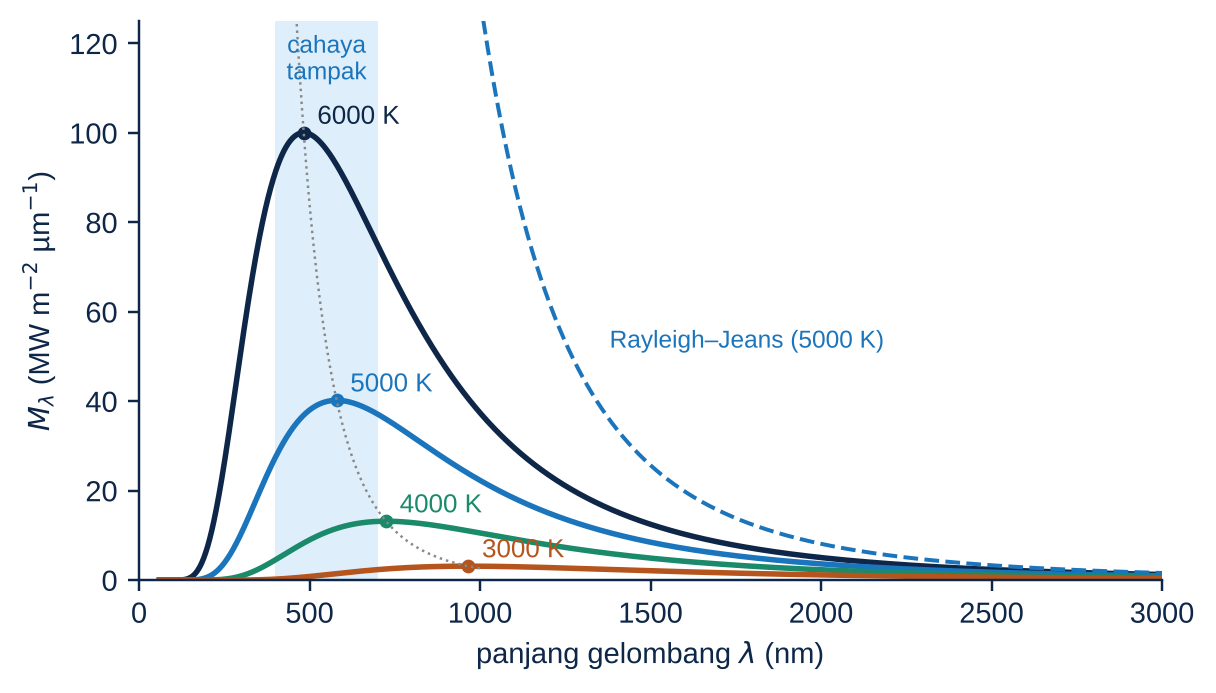 120
100
80
60
40
20
0
M_λ (MW m⁻² µm⁻¹)
cahaya
tampak
6000 K
5000 K
4000 K
3000 K
Rayleigh–Jeans (5000 K)
0 500 1000 1500 2000 2500 3000
panjang gelombang λ (nm)